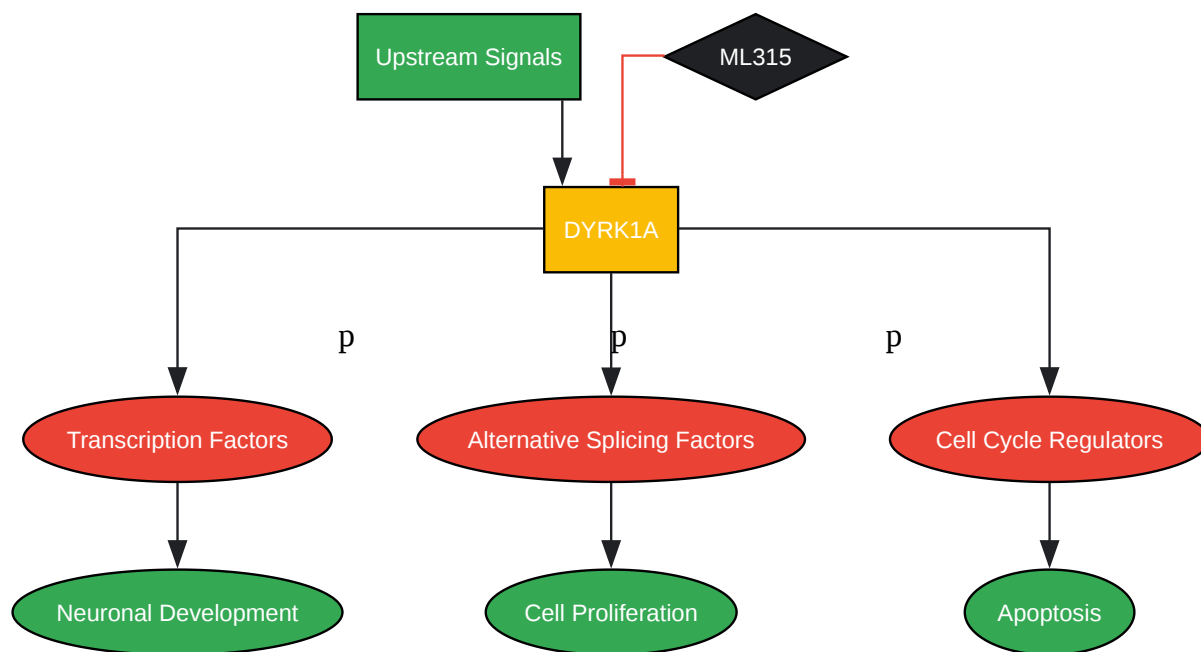 Upstream Signals
ML315
DYRK1A
p
p
p
Transcription Factors
Alternative Splicing Factors
Cell Cycle Regulators
Neuronal Development
Cell Proliferation
Apoptosis